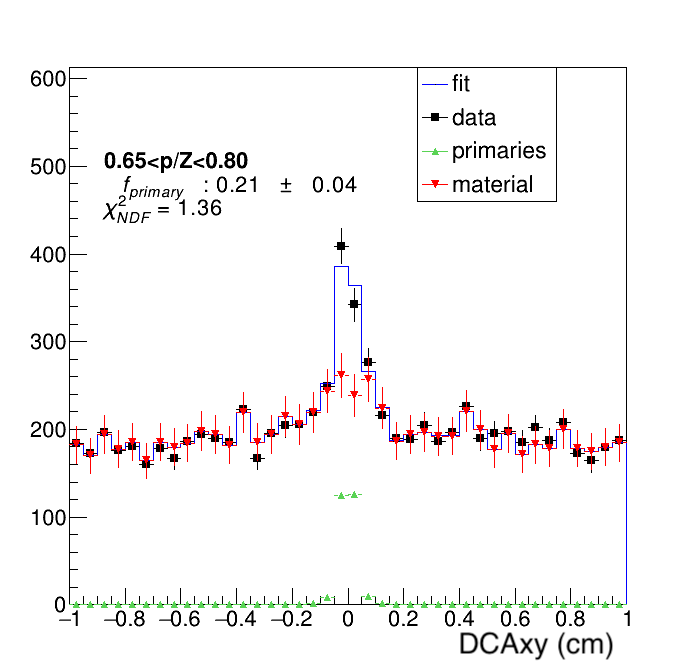 600
500
400
300
200
100
0
fit
data
primaries
material
0.65<p/Z<0.80
f_primary : 0.21 ± 0.04
χ²_NDF = 1.36
−1 −0.8 −0.6 −0.4 −0.2 0 0.2 0.4 0.6 0.8 1
DCAxy (cm)